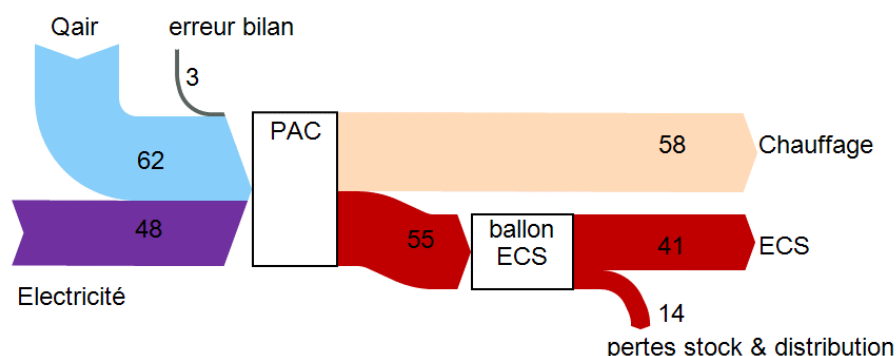 Qair
erreur bilan
3
PAC
62
58
Chauffage
48
55
ballon
ECS
41
ECS
Electricité
14
pertes stock & distribution